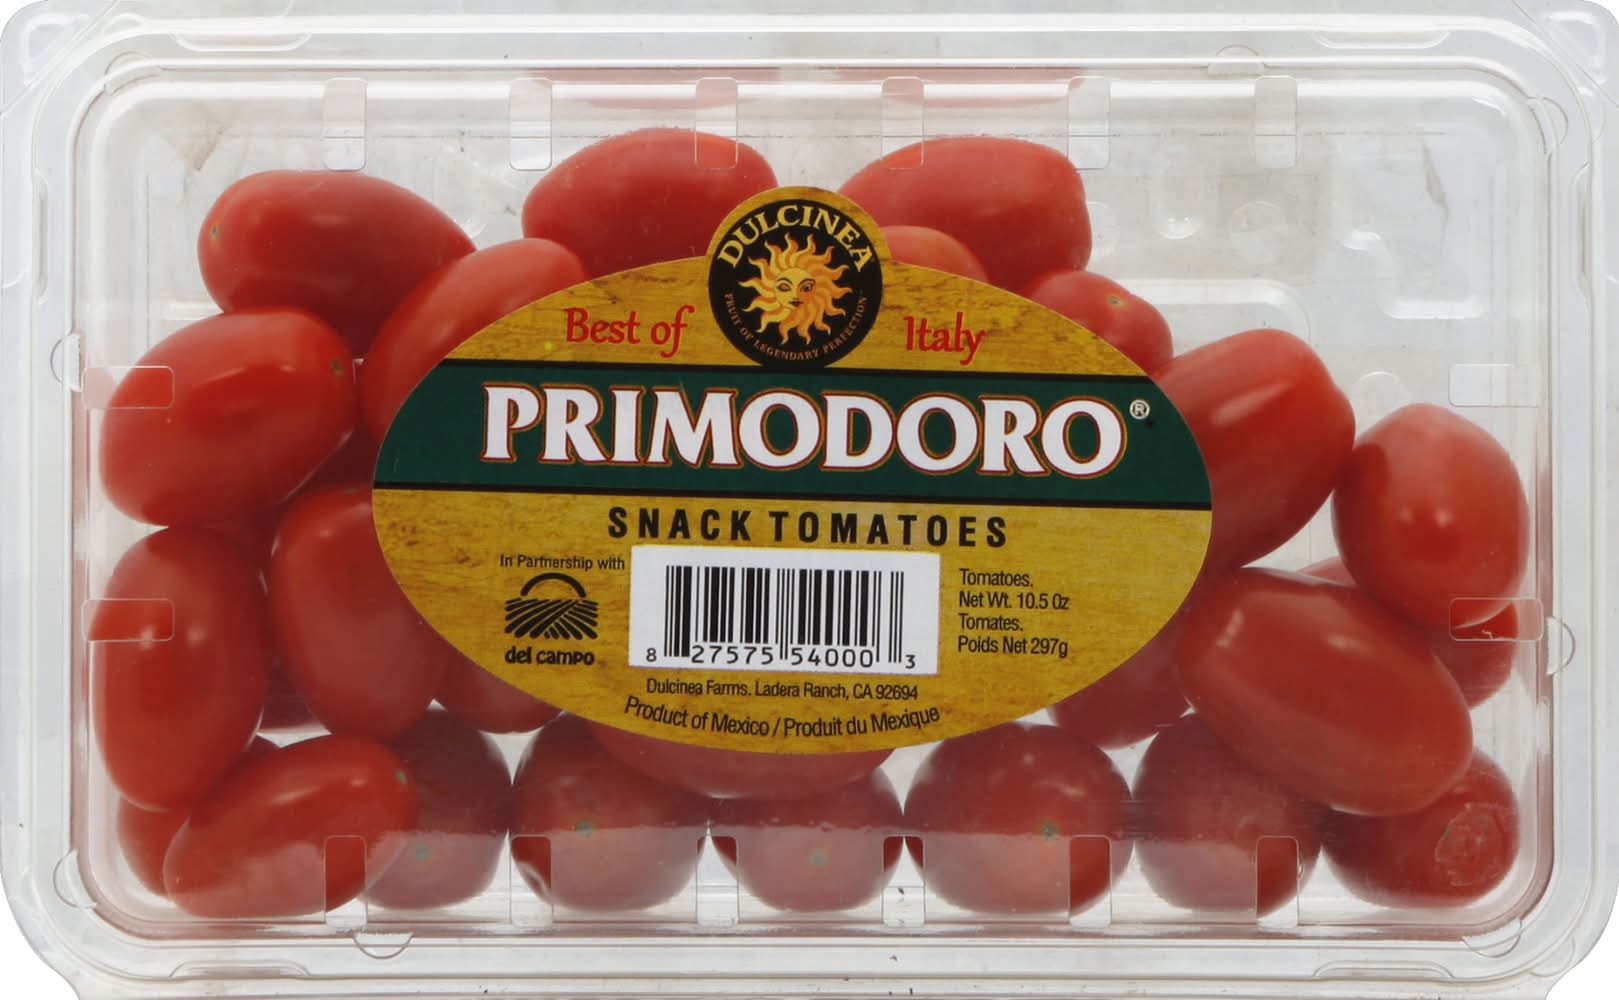 DULCINEA
FRUIT OF LEGENDARY PERFECTION
Best of Italy
PRIMODORO®
SNACK TOMATOES
In Partnership with
del campo
8 27575 54000 3
Tomatoes.
Net Wt. 10.5 Oz
Tomates.
Poids Net 297g
Dulcinea Farms. Ladera Ranch, CA 92694
Product of Mexico / Produit du Mexique